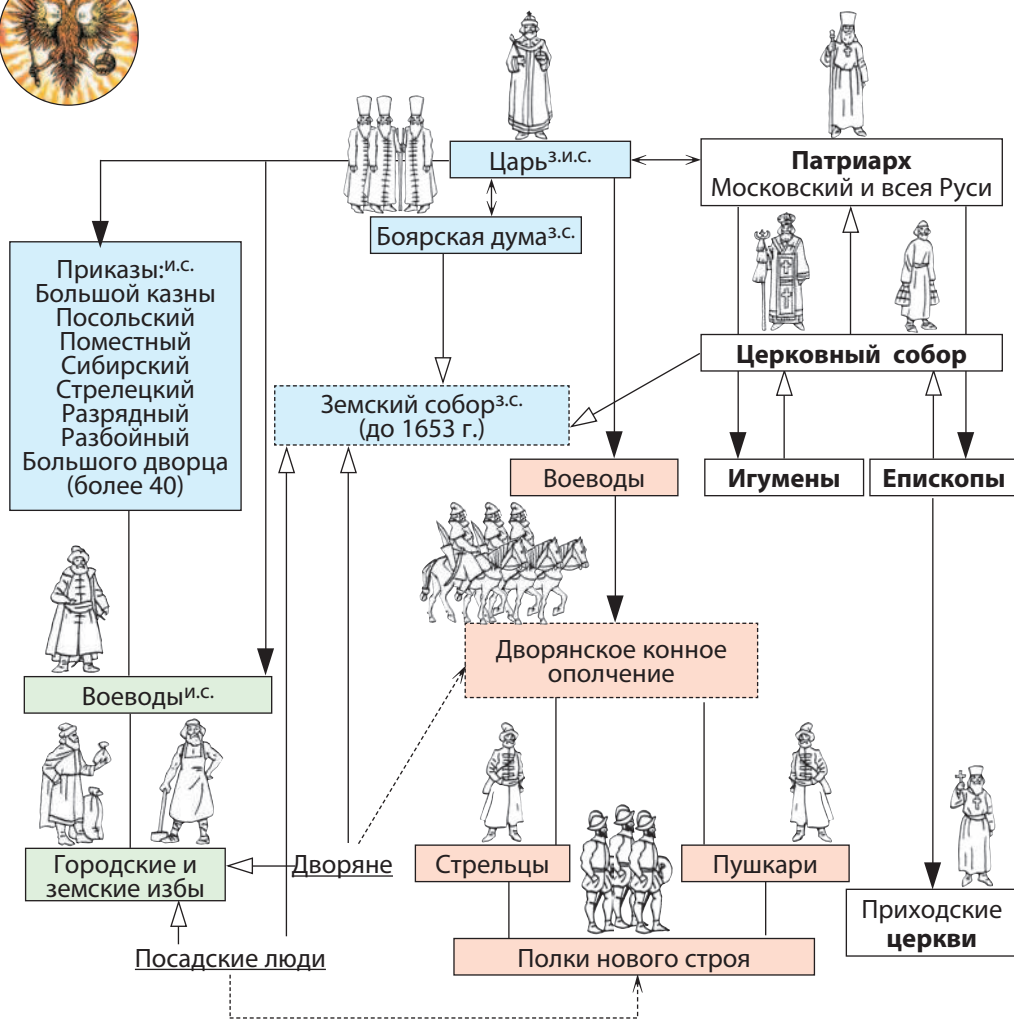 Царь з.и.с.
Патриарх
Московский и всея Руси
Боярская дума з.с.
Приказы: и.с.
Большой казны
Посольский
Поместный
Сибирский
Стрелецкий
Разрядный
Разбойный
Большого дворца
(более 40)
Церковный собор
Земский собор з.с.
(до 1653 г.)
Воеводы
Игумены
Епископы
Дворянское конное
ополчение
Воеводы и.с.
Городские и
земские избы
Дворяне
Стрельцы
Пушкари
Приходские
церкви
Посадские люди
Полки нового строя